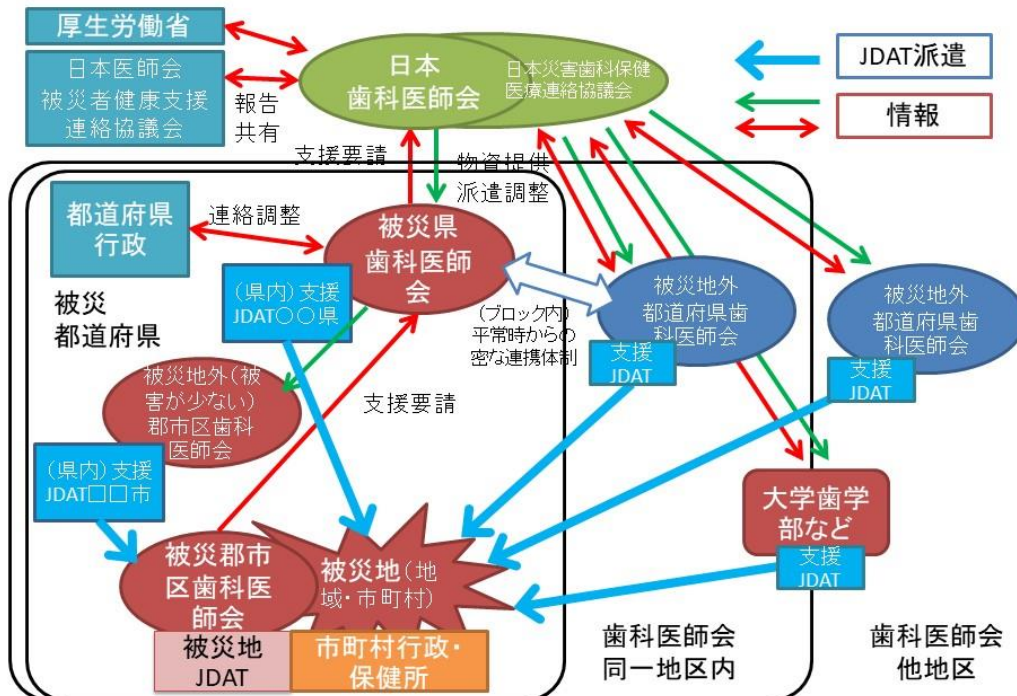 厚生労働省
日本医師会
被災者健康支援
連絡協議会
報告
共有
日本
歯科医師会
日本災害歯科保健
医療連絡協議会
JDAT派遣
情報
支援要請
物資提供
派遣調整
都道府県
行政
連絡調整
被災県
歯科医師
会
被災
都道府県
(県内)支援
JDAT○○県
(ブロック内)
平常時からの
密な連携体制
被災地外
都道府県歯
科医師会
支援
JDAT
被災地外
都道府県歯
科医師会
支援
JDAT
被災地外(被
害が少ない)
郡市区歯科
医師会
支援要請
(県内)支援
JDAT□□市
大学歯学
部など
支援
JDAT
被災郡市
区歯科医
師会
被災地(地
域・市町村)
被災地
JDAT
市町村行政・
保健所
歯科医師会
同一地区内
歯科医師会
他地区